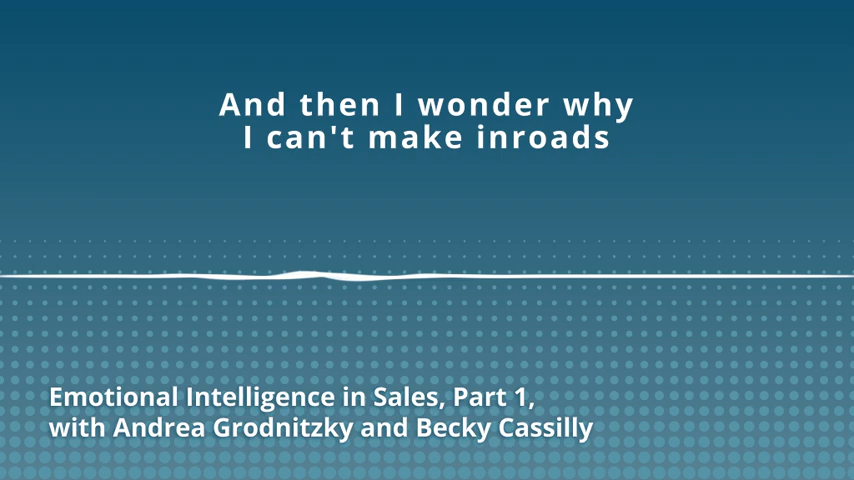 And then I wonder why
I can't make inroads
Emotional Intelligence in Sales, Part 1,
with Andrea Grodnitzky and Becky Cassilly